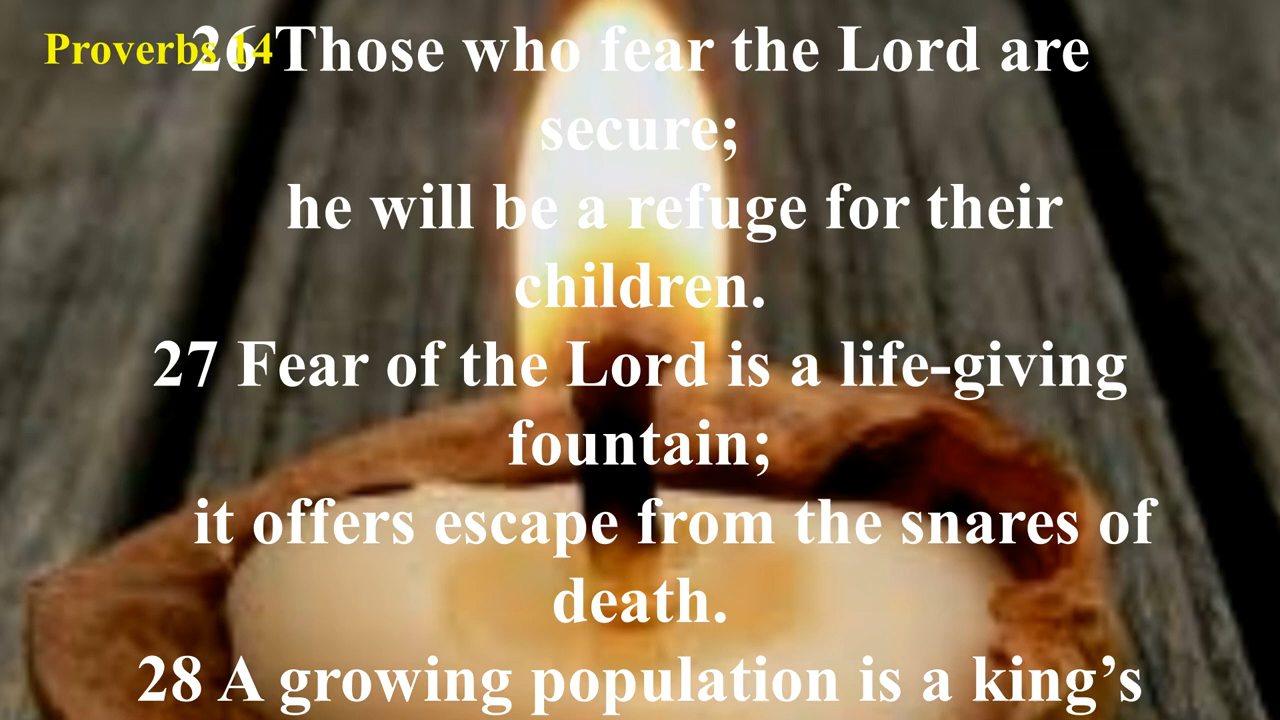 Proverbs 14
26 Those who fear the Lord are
secure;
he will be a refuge for their
children.
27 Fear of the Lord is a life-giving
fountain;
it offers escape from the snares of
death.
28 A growing population is a king’s